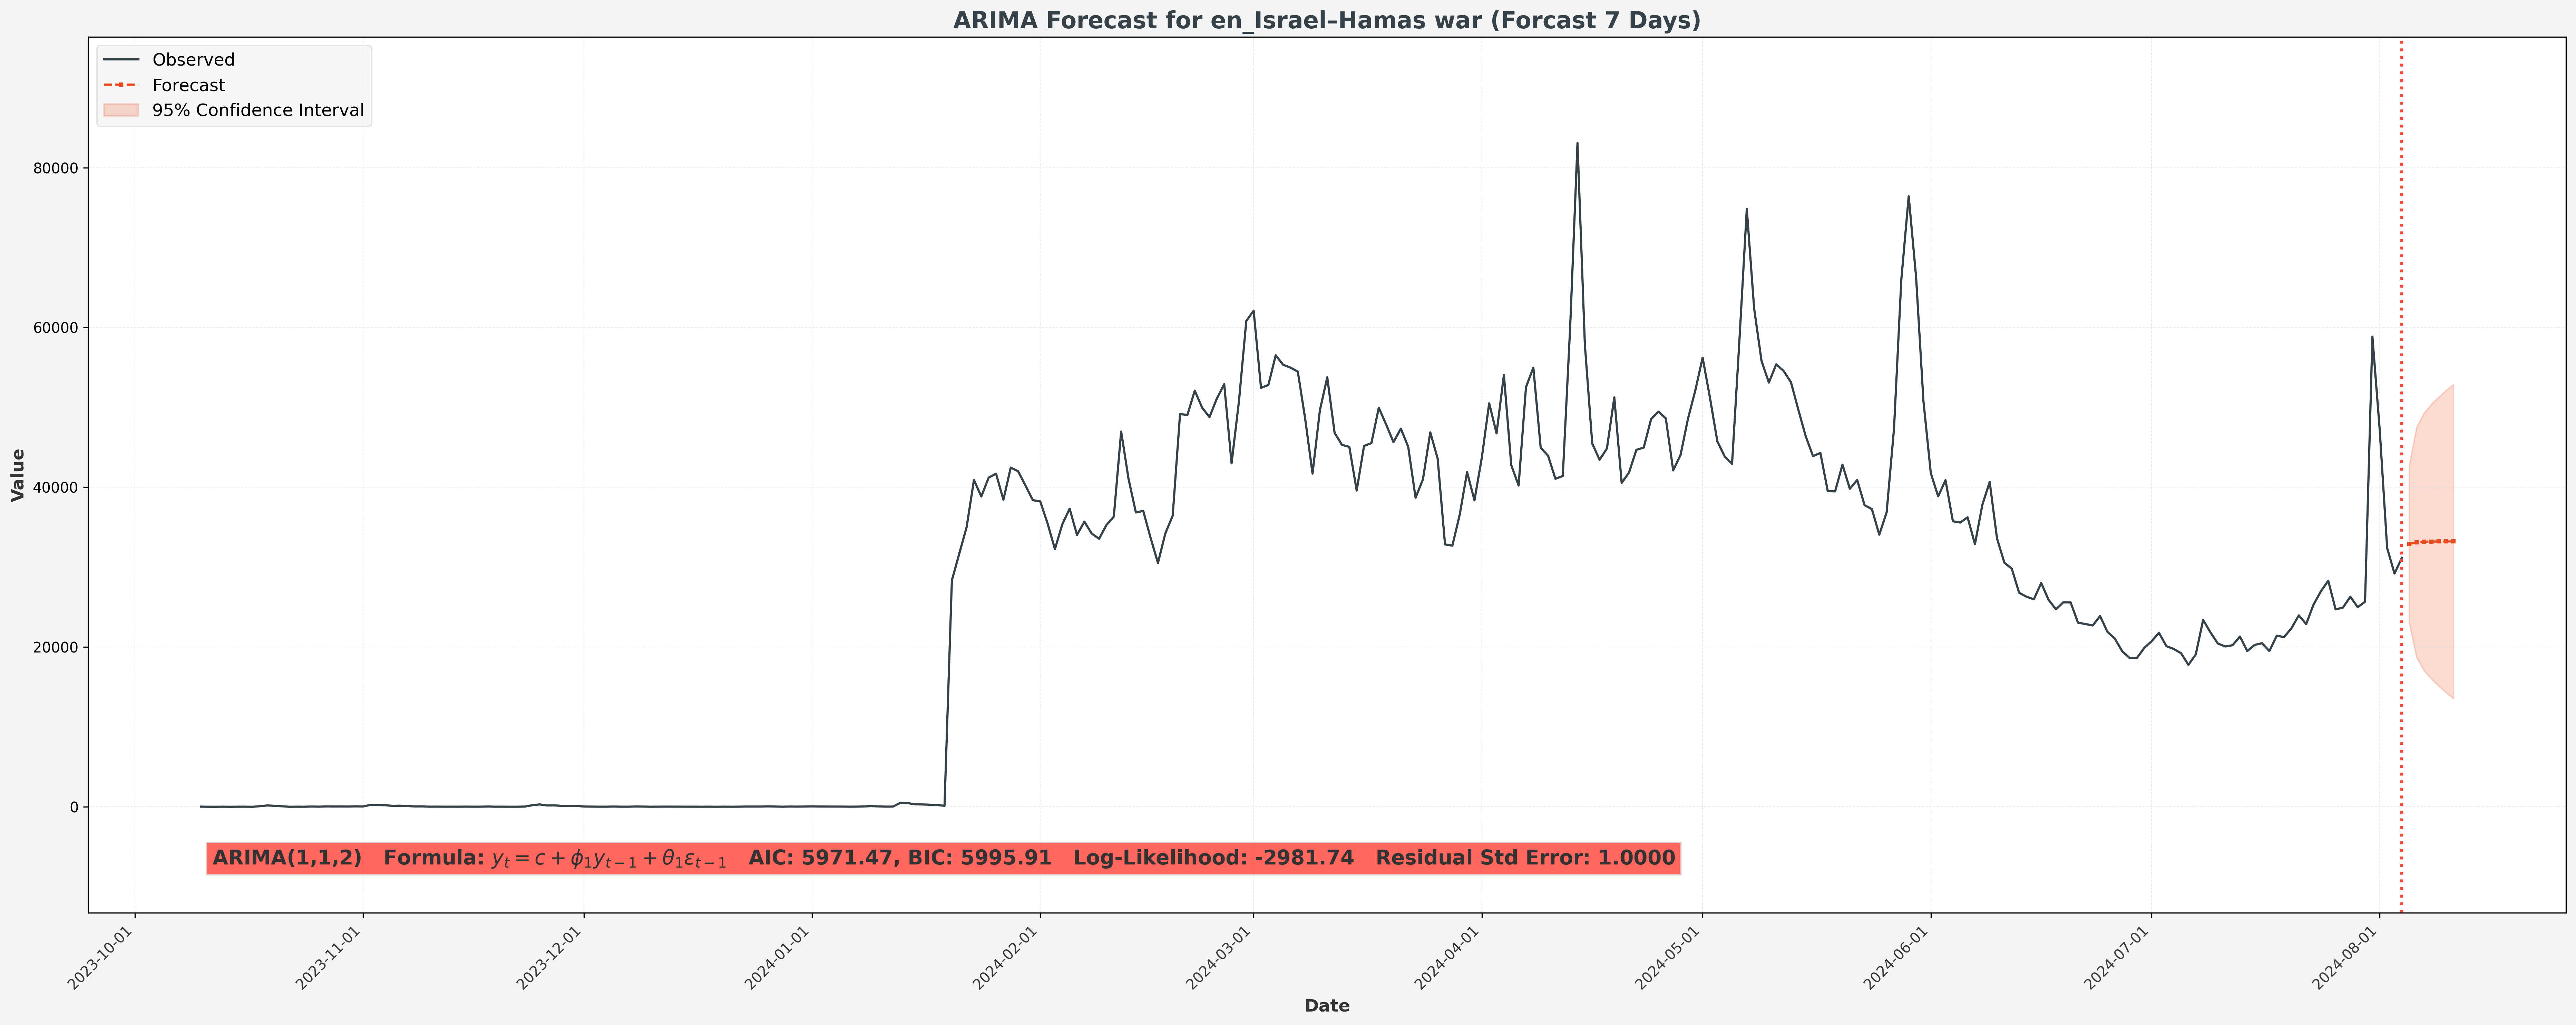 ARIMA Forecast for en_Israel–Hamas war (Forcast 7 Days)
Observed
Forecast
95% Confidence Interval
Value
80000
60000
40000
20000
0
ARIMA(1,1,2)   Formula: $y_t = c + \phi_1 y_{t-1} + \theta_1 \varepsilon_{t-1}$   AIC: 5971.47, BIC: 5995.91   Log-Likelihood: -2981.74   Residual Std Error: 1.0000
2023-10-01
2023-11-01
2023-12-01
2024-01-01
2024-02-01
2024-03-01
2024-04-01
2024-05-01
2024-06-01
2024-07-01
2024-08-01
Date